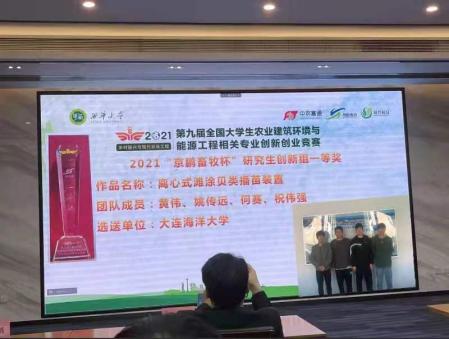 西华大学
2021
第九届全国大学生农业建筑环境与
能源工程相关专业创新创业竞赛
2021 “京鹏畜牧杯”研究生创新组一等奖
作品名称：离心式滩涂贝类播苗装置
团队成员：黄伟、姚传远、何赛、祝伟强
选送单位：大连海洋大学